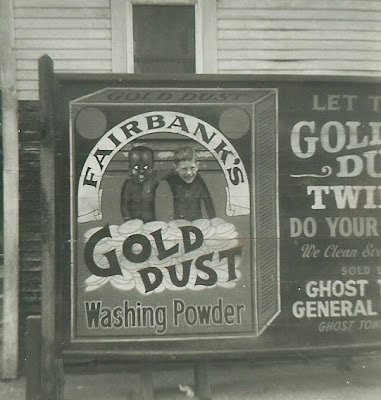 GOLD DUST
FAIRBANK'S
GOLD
DUST
Washing Powder
LET T
GOL
DU
TWI
DO YOUR
We Clean Ev
SOLD
GHOST T
GENERAL
GHOST TOW